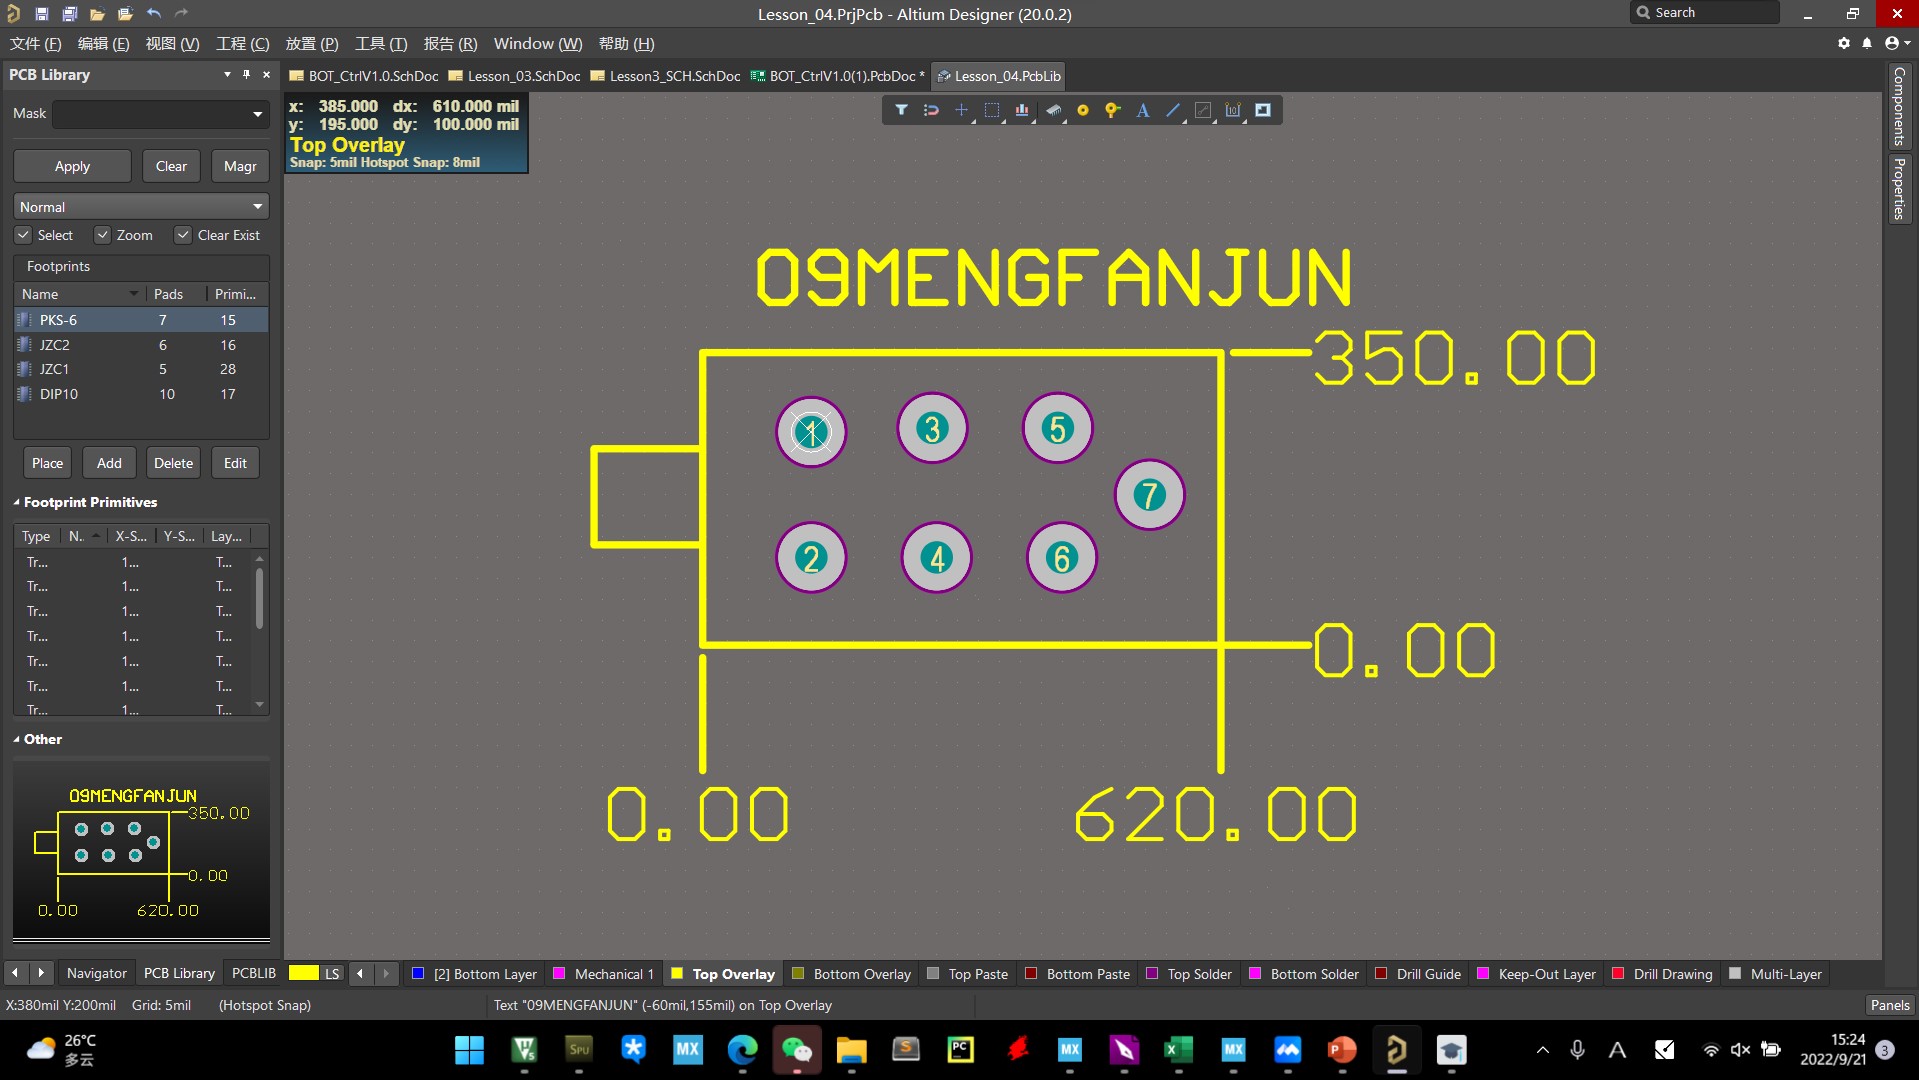 Lesson_04.PrjPcb - Altium Designer (20.0.2)
Search
文件 (F) 编辑 (E) 视图 (V) 工程 (C) 放置 (P) 工具 (T) 报告 (R) Window (W) 帮助 (H)
PCB Library
BOT_CtrlV1.0.SchDoc Lesson_03.SchDoc Lesson3_SCH.SchDoc BOT_CtrlV1.0(1).PcbDoc * Lesson_04.PcbLib
Components
Properties
Mask
Apply Clear Magr
Normal
Select Zoom Clear Exist
Footprints
Name Pads Primi...
PKS-6 7 15
JZC2 6 16
JZC1 5 28
DIP10 10 17
Place Add Delete Edit
Footprint Primitives
Type N.. X-S... Y-S... Lay...
Tr... 1... T...
Tr... 1... T...
Tr... 1... T...
Tr... 1... T...
Tr... 1... T...
Tr... 1... T...
Tr... 1... T...
Other
09MENGFANJUN
350.00
0.00
0.00 620.00
x: 385.000 dx: 610.000 mil
y: 195.000 dy: 100.000 mil
Top Overlay
Snap: 5mil Hotspot Snap: 8mil
09MENGFANJUN
350.00
1 3 5
7
2 4 6
0.00
0.00 620.00
Navigator PCB Library PCBLIB LS [2] Bottom Layer Mechanical 1 Top Overlay Bottom Overlay Top Paste Bottom Paste Top Solder Bottom Solder Drill Guide Keep-Out Layer Drill Drawing Multi-Layer
X:380mil Y:200mil Grid: 5mil (Hotspot Snap) Text "09MENGFANJUN" (-60mil,155mil) on Top Overlay Panels
26°C
多云
15:24
2022/9/21
3